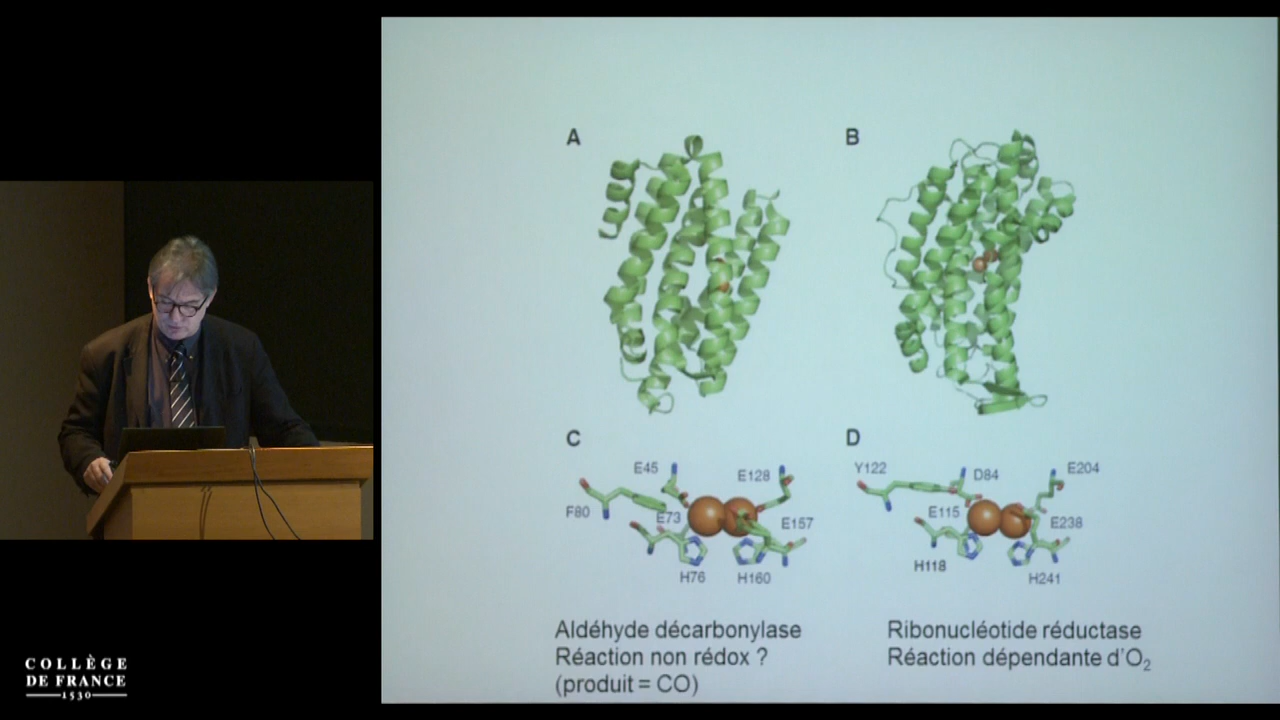 A
B
C
D
E45
E128
F80
E73
E157
H76
H160
Y122
D84
E204
E115
E238
H118
H241
Aldéhyde décarbonylase
Réaction non rédox ?
(produit = CO)
Ribonucléotide réductase
Réaction dépendante d'O₂
COLLÈGE
DE FRANCE
1530